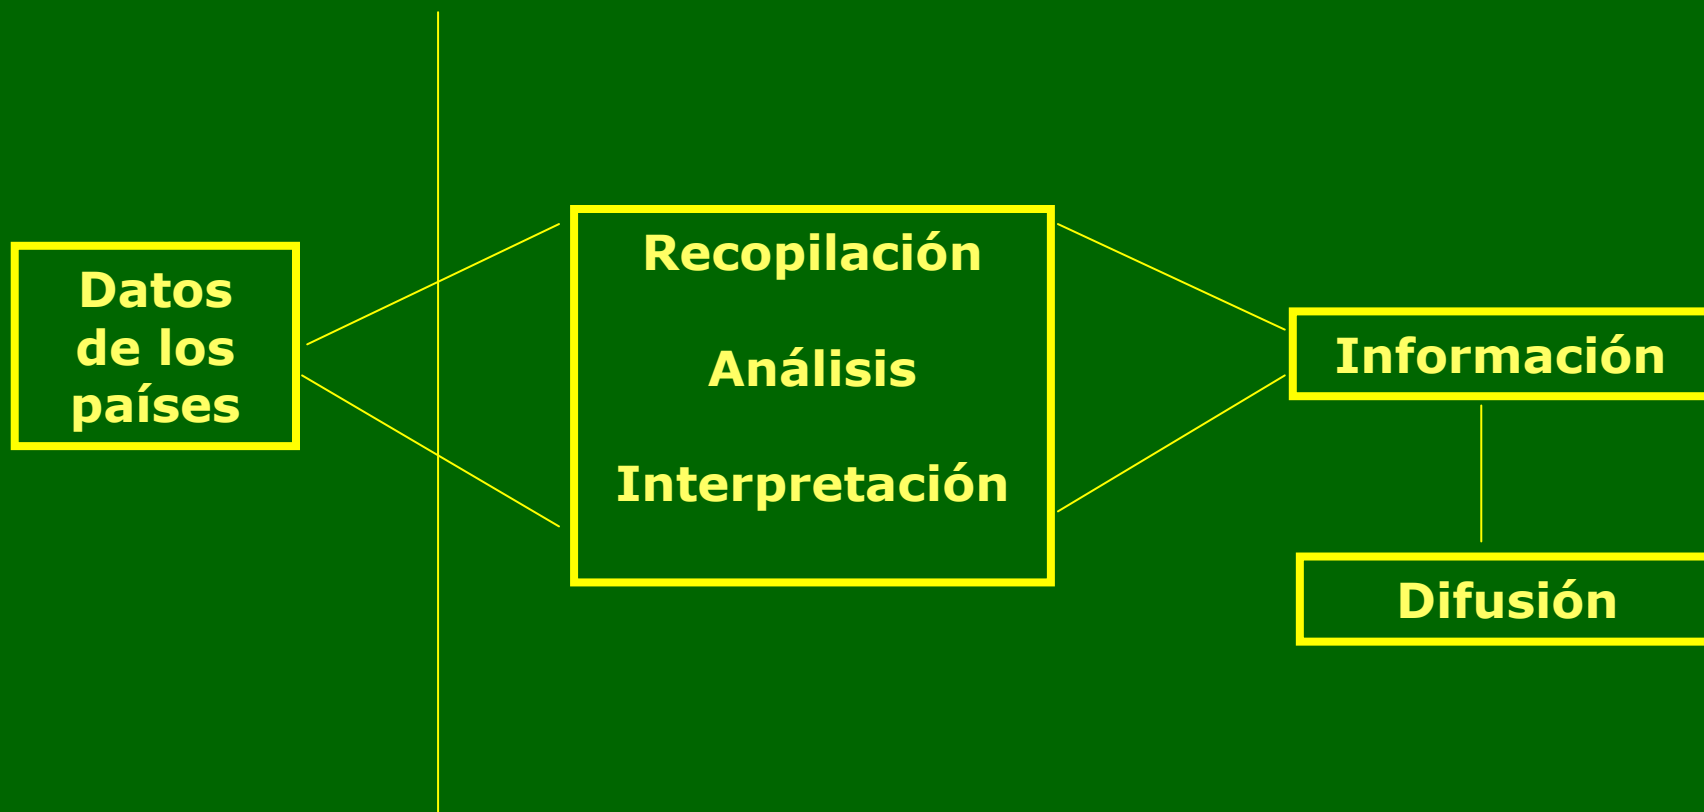 Datos
de los
países
Recopilación
Análisis
Interpretación
Información
Difusión